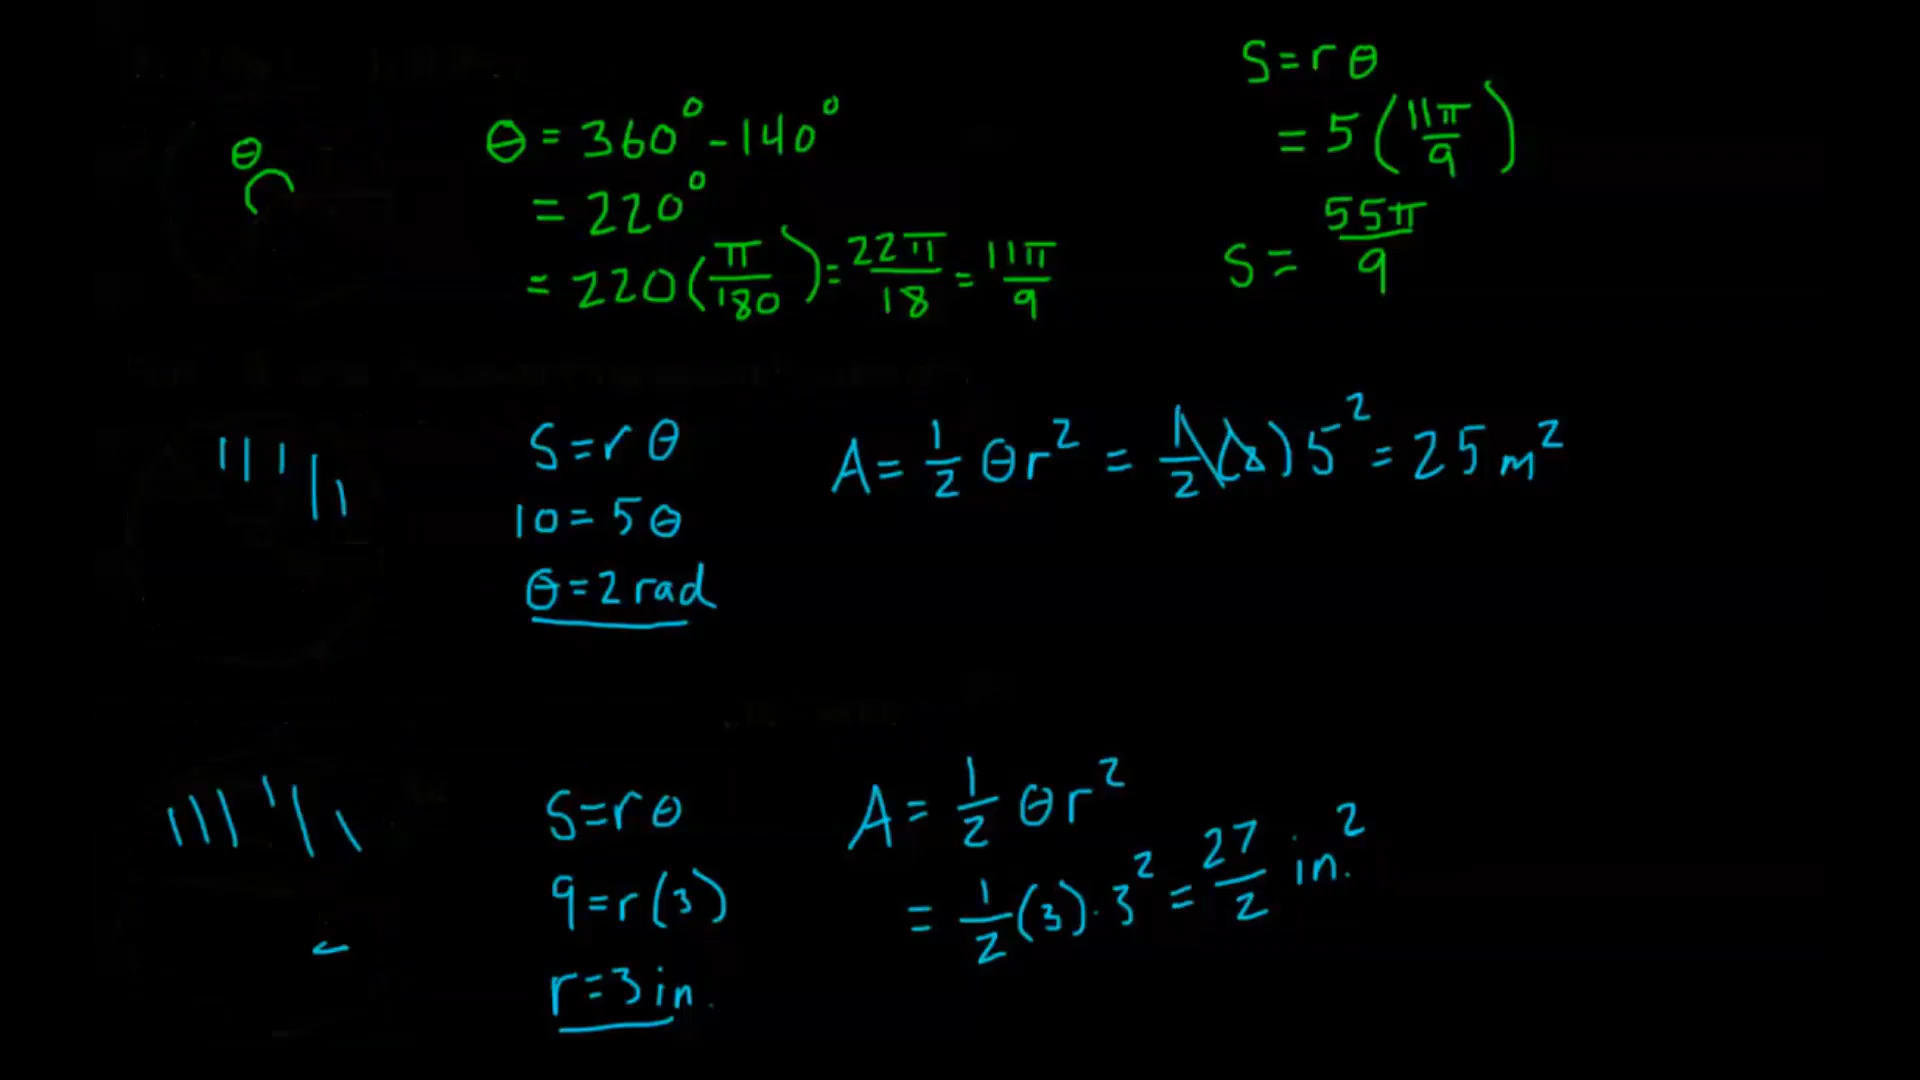 θ
θ = 360° - 140°
= 220°
= 220(π/180) = 22π/18 = 11π/9
S = rθ
= 5(11π/9)
S = 55π/9
S = rθ
10 = 5θ
θ = 2 rad
A = 1/2 θr² = 1/2(2)5² = 25 m²
S = rθ
9 = r(3)
r = 3 in.
A = 1/2 θr²
= 1/2(3)·3² = 27/2 in.²